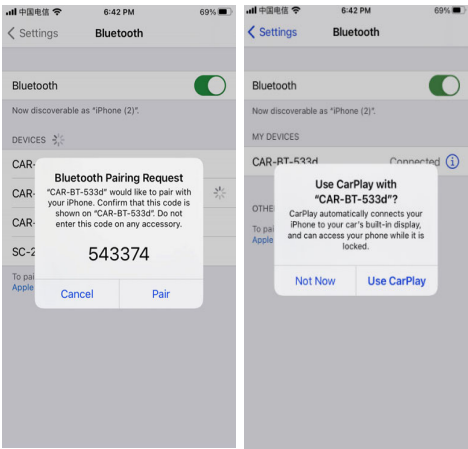 中国电信
6:42 PM
69%
Settings
Bluetooth
Bluetooth
Now discoverable as "iPhone (2)".
DEVICES
CAR-
CAR-
CAR-
SC-2
To pai
Apple
Bluetooth Pairing Request
"CAR-BT-533d" would like to pair with
your iPhone. Confirm that this code is
shown on "CAR-BT-533d". Do not
enter this code on any accessory.
543374
Cancel
Pair
中国电信
6:42 PM
69%
Settings
Bluetooth
Bluetooth
Now discoverable as "iPhone (2)".
MY DEVICES
CAR-BT-533d
Connected
OTHE
To pai
Apple
Use CarPlay with
"CAR-BT-533d"?
CarPlay automatically connects your
iPhone to your car's built-in display,
and can access your phone while it is
locked.
Not Now
Use CarPlay